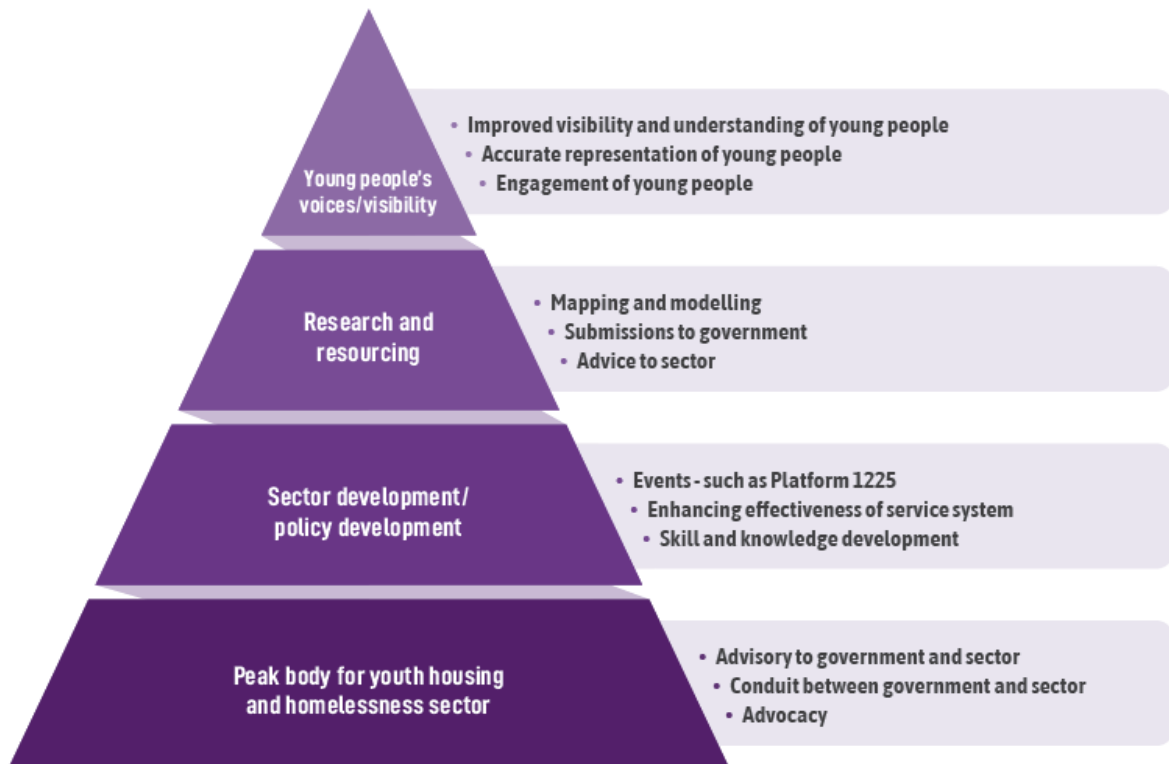 Young people's
voices/visibility
• Improved visibility and understanding of young people
• Accurate representation of young people
• Engagement of young people
Research and
resourcing
• Mapping and modelling
• Submissions to government
• Advice to sector
Sector development/
policy development
• Events - such as Platform 1225
• Enhancing effectiveness of service system
• Skill and knowledge development
Peak body for youth housing
and homelessness sector
• Advisory to government and sector
• Conduit between government and sector
• Advocacy